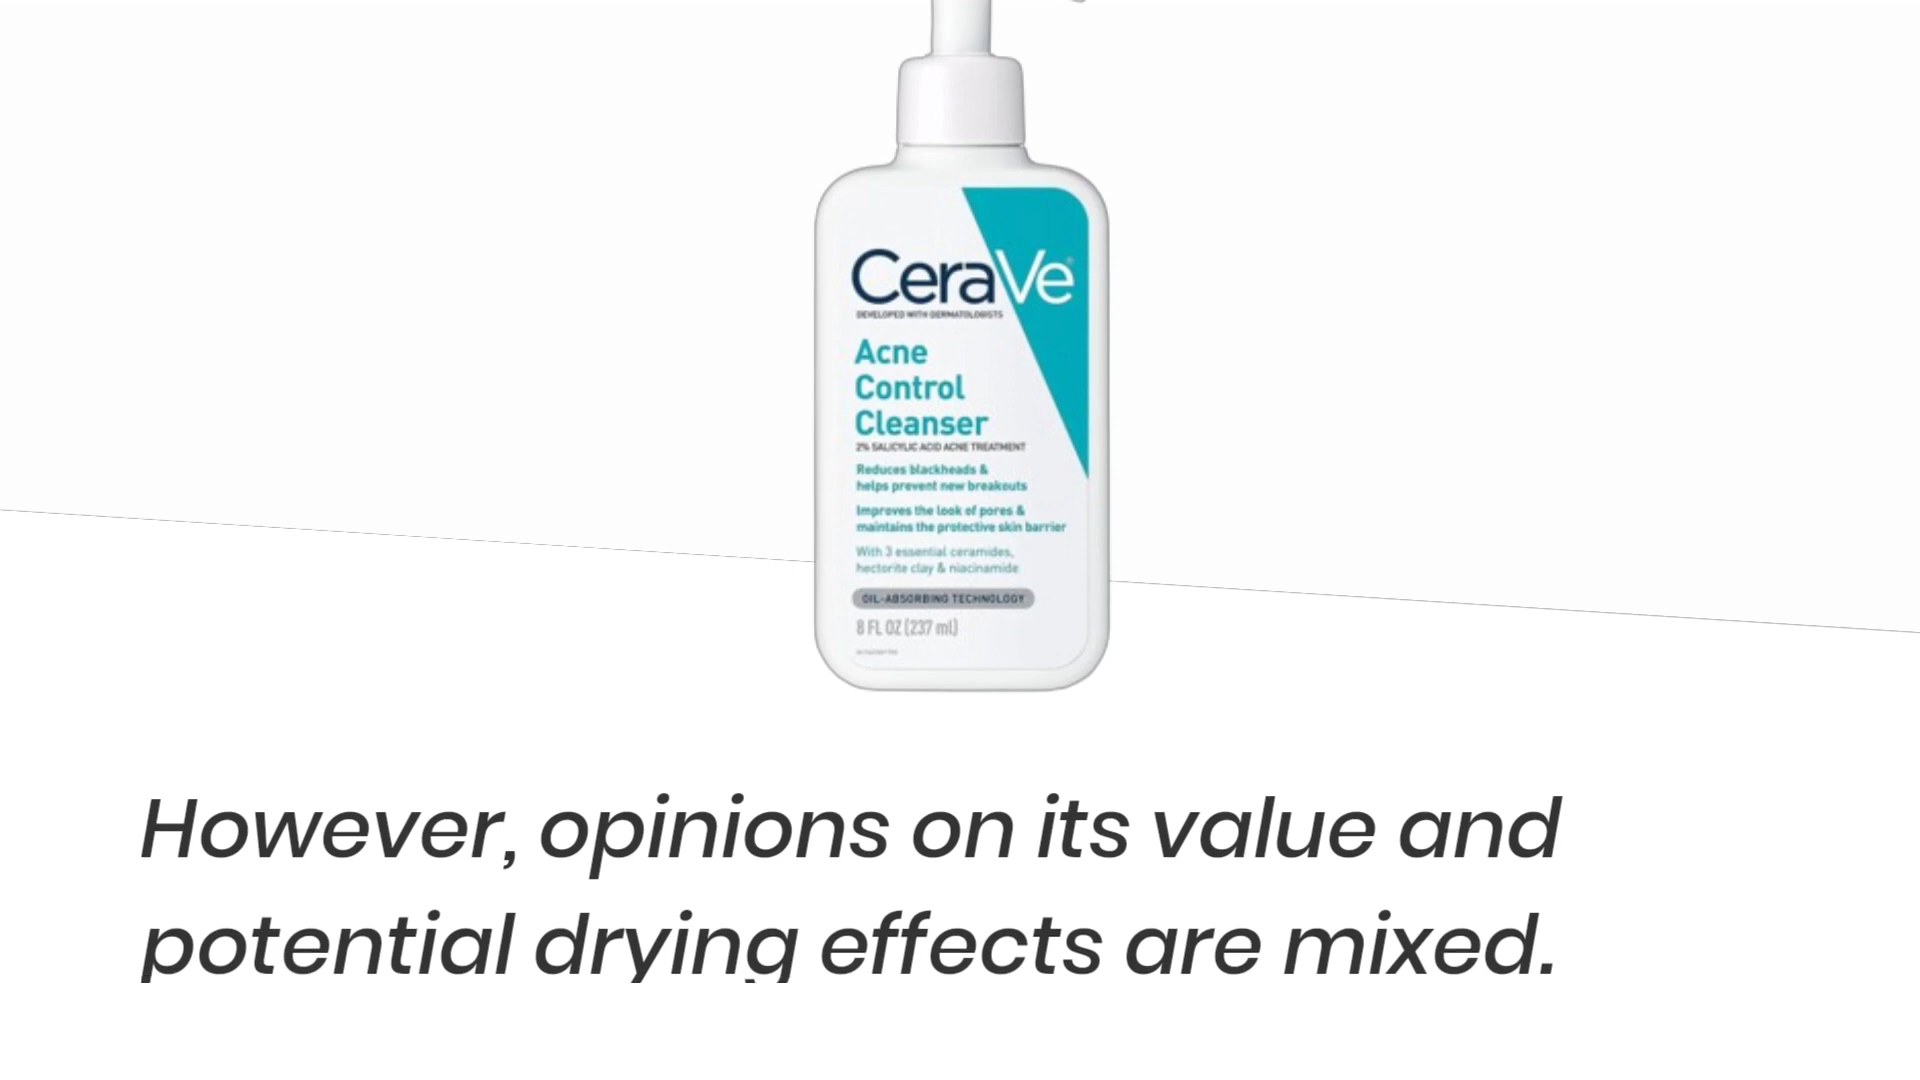 CeraVe
DEVELOPED WITH DERMATOLOGISTS
Acne
Control
Cleanser
2% SALICYLIC ACID ACNE TREATMENT
Reduces blackheads &
helps prevent new breakouts
Improves the look of pores &
maintains the protective skin barrier
With 3 essential ceramides,
hectorite clay & niacinamide
OIL-ABSORBING TECHNOLOGY
8 FL OZ (237 ml)
However, opinions on its value and
potential drying effects are mixed.